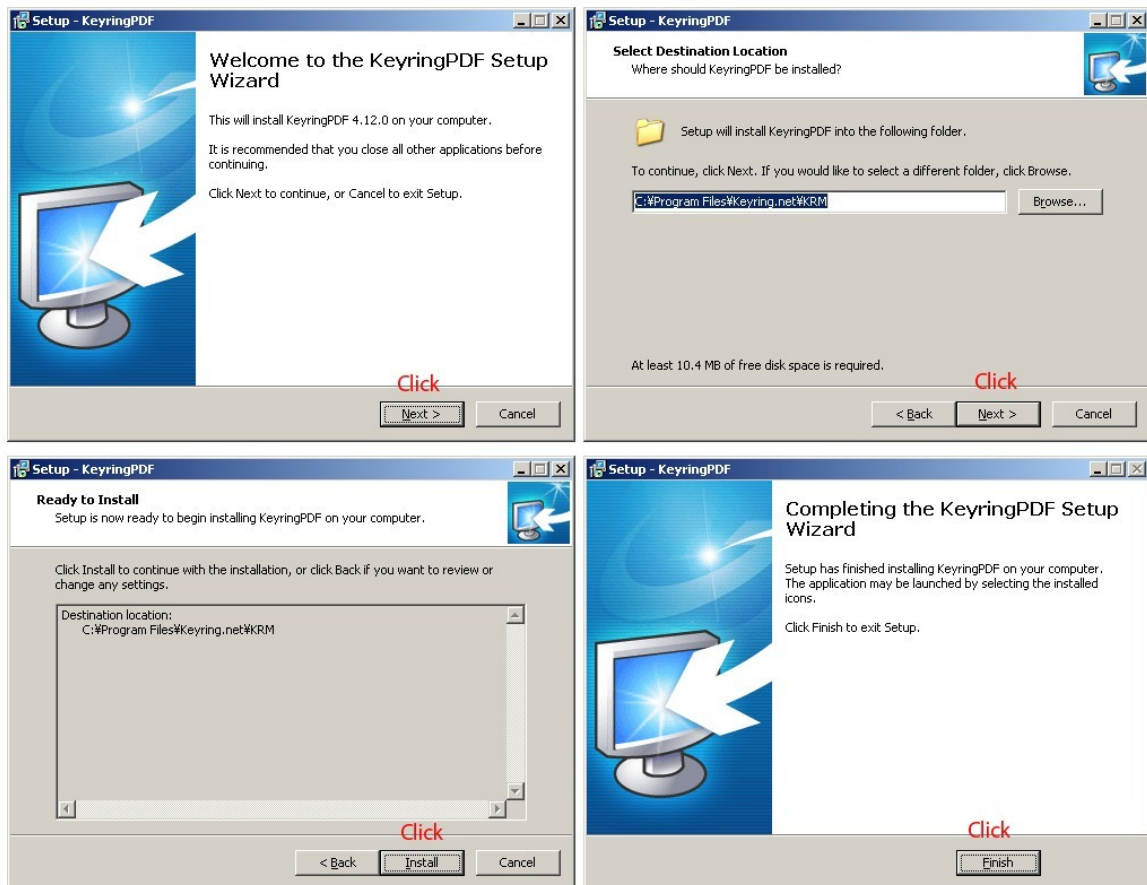 Setup - KeyringPDF
Welcome to the KeyringPDF Setup
Wizard
This will install KeyringPDF 4.12.0 on your computer.
It is recommended that you close all other applications before
continuing.
Click Next to continue, or Cancel to exit Setup.
Click
Next >
Cancel
Setup - KeyringPDF
Select Destination Location
Where should KeyringPDF be installed?
Setup will install KeyringPDF into the following folder.
To continue, click Next. If you would like to select a different folder, click Browse.
C:¥Program Files¥Keyring.net¥KRM
Browse...
At least 10.4 MB of free disk space is required.
Click
< Back
Next >
Cancel
Setup - KeyringPDF
Ready to Install
Setup is now ready to begin installing KeyringPDF on your computer.
Click Install to continue with the installation, or click Back if you want to review or
change any settings.
Destination location:
C:¥Program Files¥Keyring.net¥KRM
Click
< Back
Install
Cancel
Setup - KeyringPDF
Completing the KeyringPDF Setup
Wizard
Setup has finished installing KeyringPDF on your computer.
The application may be launched by selecting the installed
icons.
Click Finish to exit Setup.
Click
Finish